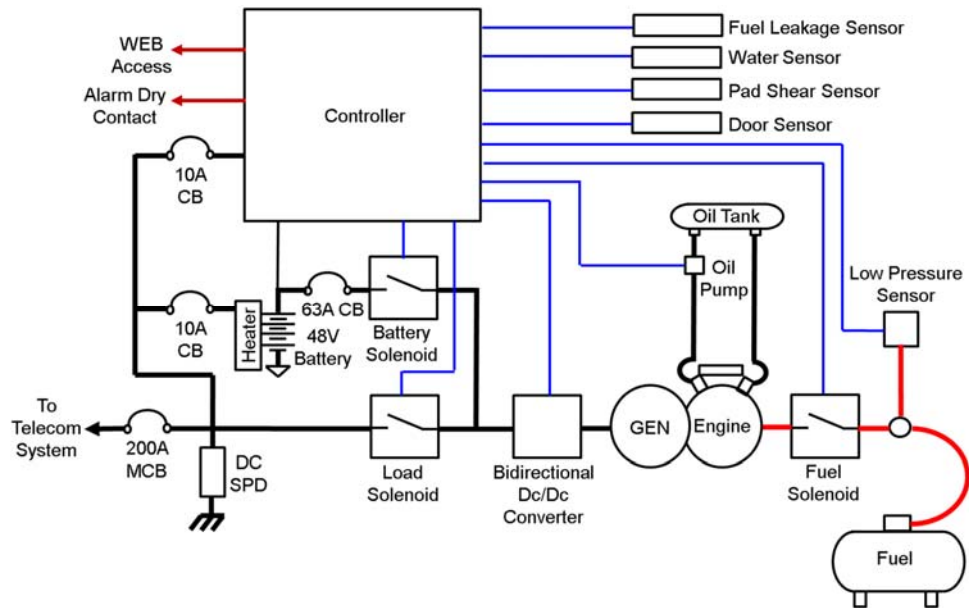 WEB
Access
Alarm Dry
Contact
Controller
Fuel Leakage Sensor
Water Sensor
Pad Shear Sensor
Door Sensor
10A
CB
Oil Tank
Oil
Pump
Low Pressure
Sensor
10A
CB
Heater
63A CB
48V
Battery
Battery
Solenoid
To
Telecom
System
200A
MCB
DC
SPD
Load
Solenoid
Bidirectional
Dc/Dc
Converter
GEN
Engine
Fuel
Solenoid
Fuel